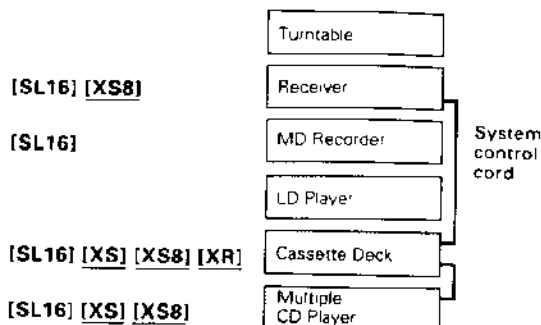 Turntable
[SL16] [XS8] Receiver
[SL16] MD Recorder
System
control
cord
LD Player
[SL16] [XS] [XS8] [XR] Cassette Deck
[SL16] [XS] [XS8] Multiple
CD Player